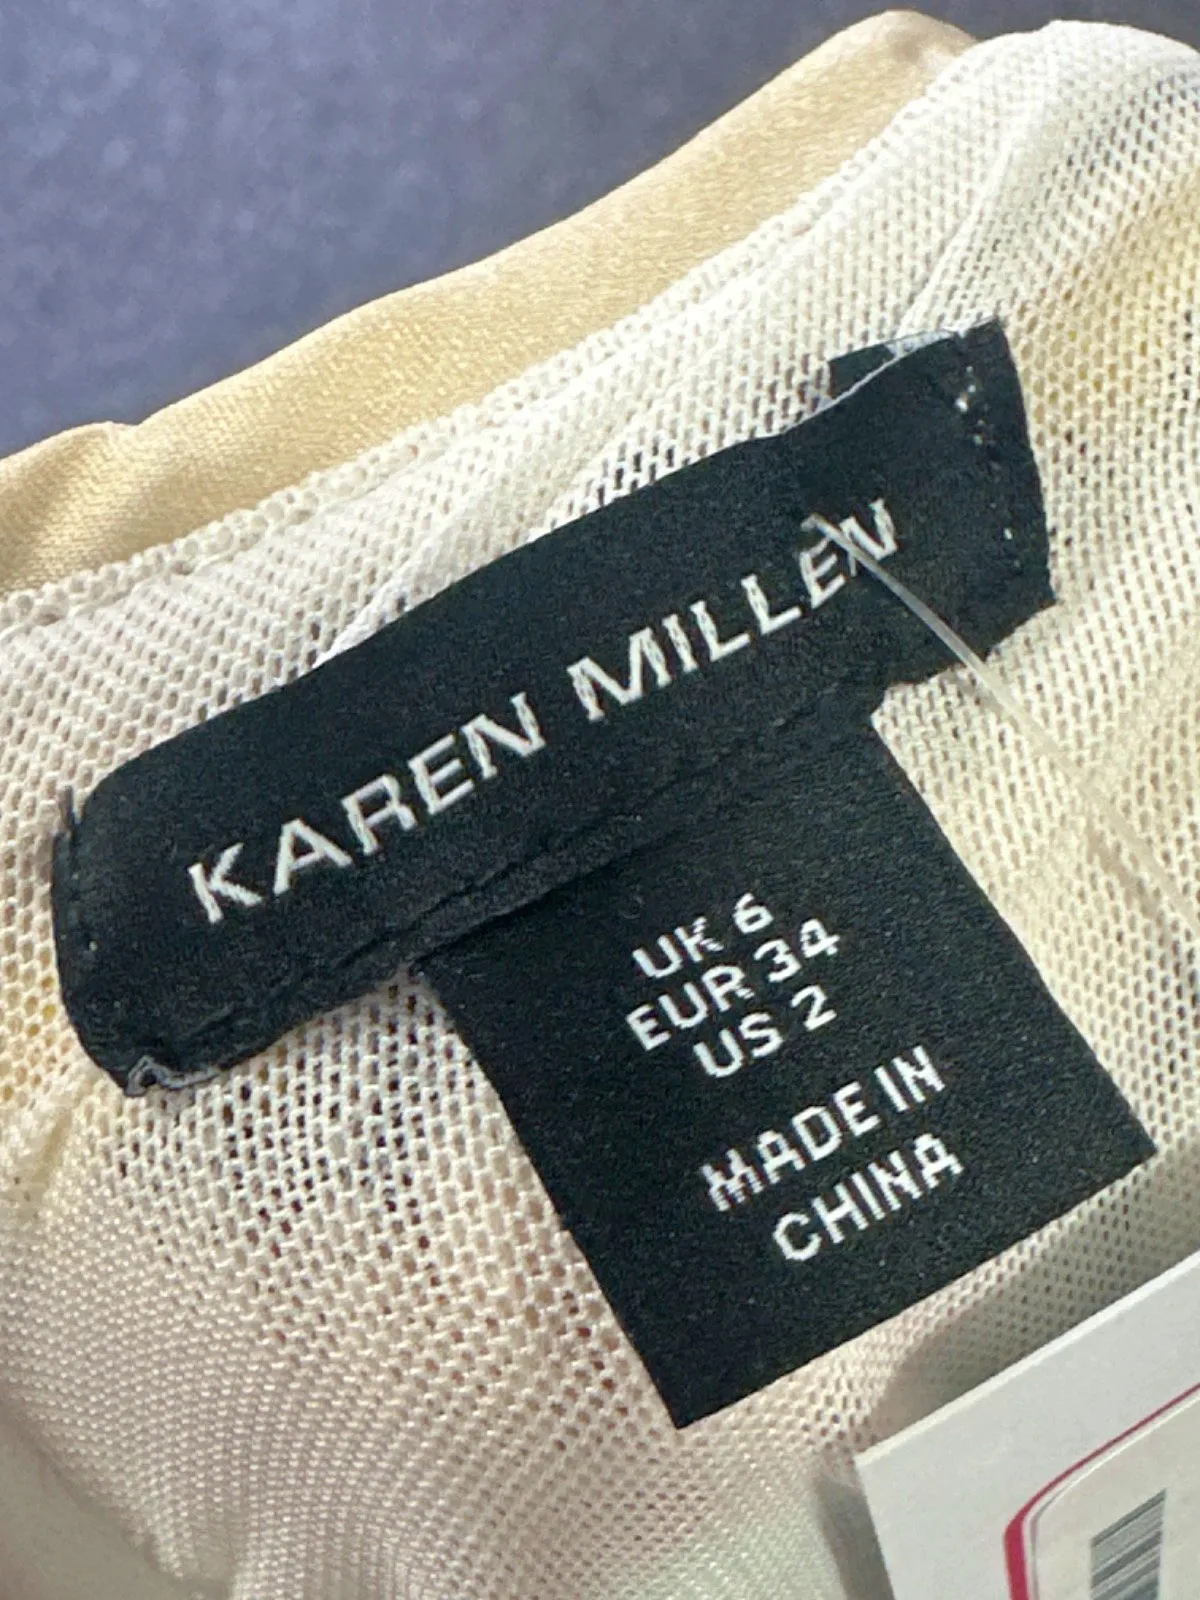 KAREN MILLEN
UK 6
EUR 34
US 2
MADE IN
CHINA